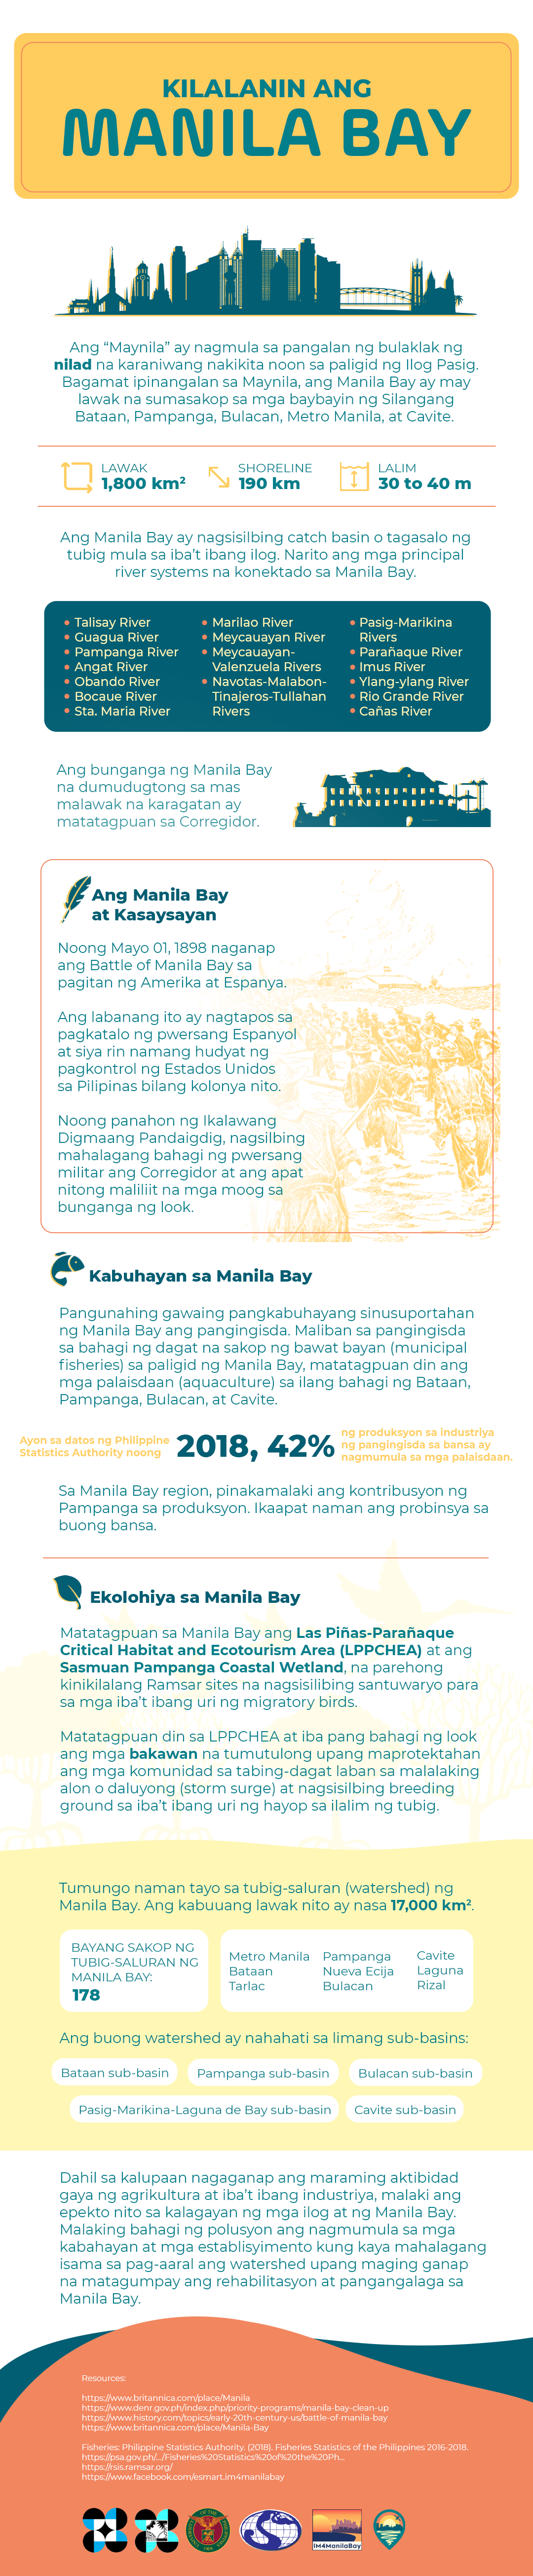 KILALANIN ANG
MANILA BAY
Ang “Maynila” ay nagmula sa pangalan ng bulaklak ng
nilad na karaniwang nakikita noon sa paligid ng Ilog Pasig.
Bagamat ipinangalan sa Maynila, ang Manila Bay ay may
lawak na sumasakop sa mga baybayin ng Silangang
Bataan, Pampanga, Bulacan, Metro Manila, at Cavite.
LAWAK
1,800 km²
SHORELINE
190 km
LALIM
30 to 40 m
Ang Manila Bay ay nagsisilbing catch basin o tagasalo ng
tubig mula sa iba’t ibang ilog. Narito ang mga principal
river systems na konektado sa Manila Bay.
• Talisay River
• Guagua River
• Pampanga River
• Angat River
• Obando River
• Bocaue River
• Sta. Maria River
• Marilao River
• Meycauayan River
• Meycauayan-
Valenzuela Rivers
• Navotas-Malabon-
Tinajeros-Tullahan
Rivers
• Pasig-Marikina
Rivers
• Parañaque River
• Imus River
• Ylang-ylang River
• Rio Grande River
• Cañas River
Ang bunganga ng Manila Bay
na dumudugtong sa mas
malawak na karagatan ay
matatagpuan sa Corregidor.
Ang Manila Bay
at Kasaysayan
Noong Mayo 01, 1898 naganap
ang Battle of Manila Bay sa
pagitan ng Amerika at Espanya.
Ang labanang ito ay nagtapos sa
pagkatalo ng pwersang Espanyol
at siya rin namang hudyat ng
pagkontrol ng Estados Unidos
sa Pilipinas bilang kolonya nito.
Noong panahon ng Ikalawang
Digmaang Pandaigdig, nagsilbing
mahalagang bahagi ng pwersang
militar ang Corregidor at ang apat
nitong maliliit na mga moog sa
bunganga ng look.
Kabuhayan sa Manila Bay
Pangunahing gawaing pangkabuhayang sinusuportahan
ng Manila Bay ang pangingisda. Maliban sa pangingisda
sa bahagi ng dagat na sakop ng bawat bayan (municipal
fisheries) sa paligid ng Manila Bay, matatagpuan din ang
mga palaisdaan (aquaculture) sa ilang bahagi ng Bataan,
Pampanga, Bulacan, at Cavite.
Ayon sa datos ng Philippine
Statistics Authority noong
2018, 42%
ng produksyon sa industriya
ng pangingisda sa bansa ay
nagmumula sa mga palaisdaan.
Sa Manila Bay region, pinakamalaki ang kontribusyon ng
Pampanga sa produksyon. Ikaapat naman ang probinsya sa
buong bansa.
Ekolohiya sa Manila Bay
Matatagpuan sa Manila Bay ang Las Piñas-Parañaque
Critical Habitat and Ecotourism Area (LPPCHEA) at ang
Sasmuan Pampanga Coastal Wetland, na parehong
kinikilalang Ramsar sites na nagsisilibing santuwaryo para
sa mga iba’t ibang uri ng migratory birds.
Matatagpuan din sa LPPCHEA at iba pang bahagi ng look
ang mga bakawan na tumutulong upang maprotektahan
ang mga komunidad sa tabing-dagat laban sa malalaking
alon o daluyong (storm surge) at nagsisilbing breeding
ground sa iba’t ibang uri ng hayop sa ilalim ng tubig.
Tumungo naman tayo sa tubig-saluran (watershed) ng
Manila Bay. Ang kabuuang lawak nito ay nasa 17,000 km².
BAYANG SAKOP NG
TUBIG-SALURAN NG
MANILA BAY:
178
Metro Manila
Bataan
Tarlac
Pampanga
Nueva Ecija
Bulacan
Cavite
Laguna
Rizal
Ang buong watershed ay nahahati sa limang sub-basins:
Bataan sub-basin
Pampanga sub-basin
Bulacan sub-basin
Pasig-Marikina-Laguna de Bay sub-basin
Cavite sub-basin
Dahil sa kalupaan nagaganap ang maraming aktibidad
gaya ng agrikultura at iba’t ibang industriya, malaki ang
epekto nito sa kalagayan ng mga ilog at ng Manila Bay.
Malaking bahagi ng polusyon ang nagmumula sa mga
kabahayan at mga establisyimento kung kaya mahalagang
isama sa pag-aaral ang watershed upang maging ganap
na matagumpay ang rehabilitasyon at pangangalaga sa
Manila Bay.
Resources:
https://www.britannica.com/place/Manila
https://www.denr.gov.ph/index.php/priority-programs/manila-bay-clean-up
https://www.history.com/topics/early-20th-century-us/battle-of-manila-bay
https://www.britannica.com/place/Manila-Bay
Fisheries: Philippine Statistics Authority. (2018). Fisheries Statistics of the Philippines 2016-2018.
https://psa.gov.ph/.../Fisheries%20Statistics%20of%20the%20Ph...
https://rsis.ramsar.org/
https://www.facebook.com/esmart.im4manilabay
IM4ManilaBay